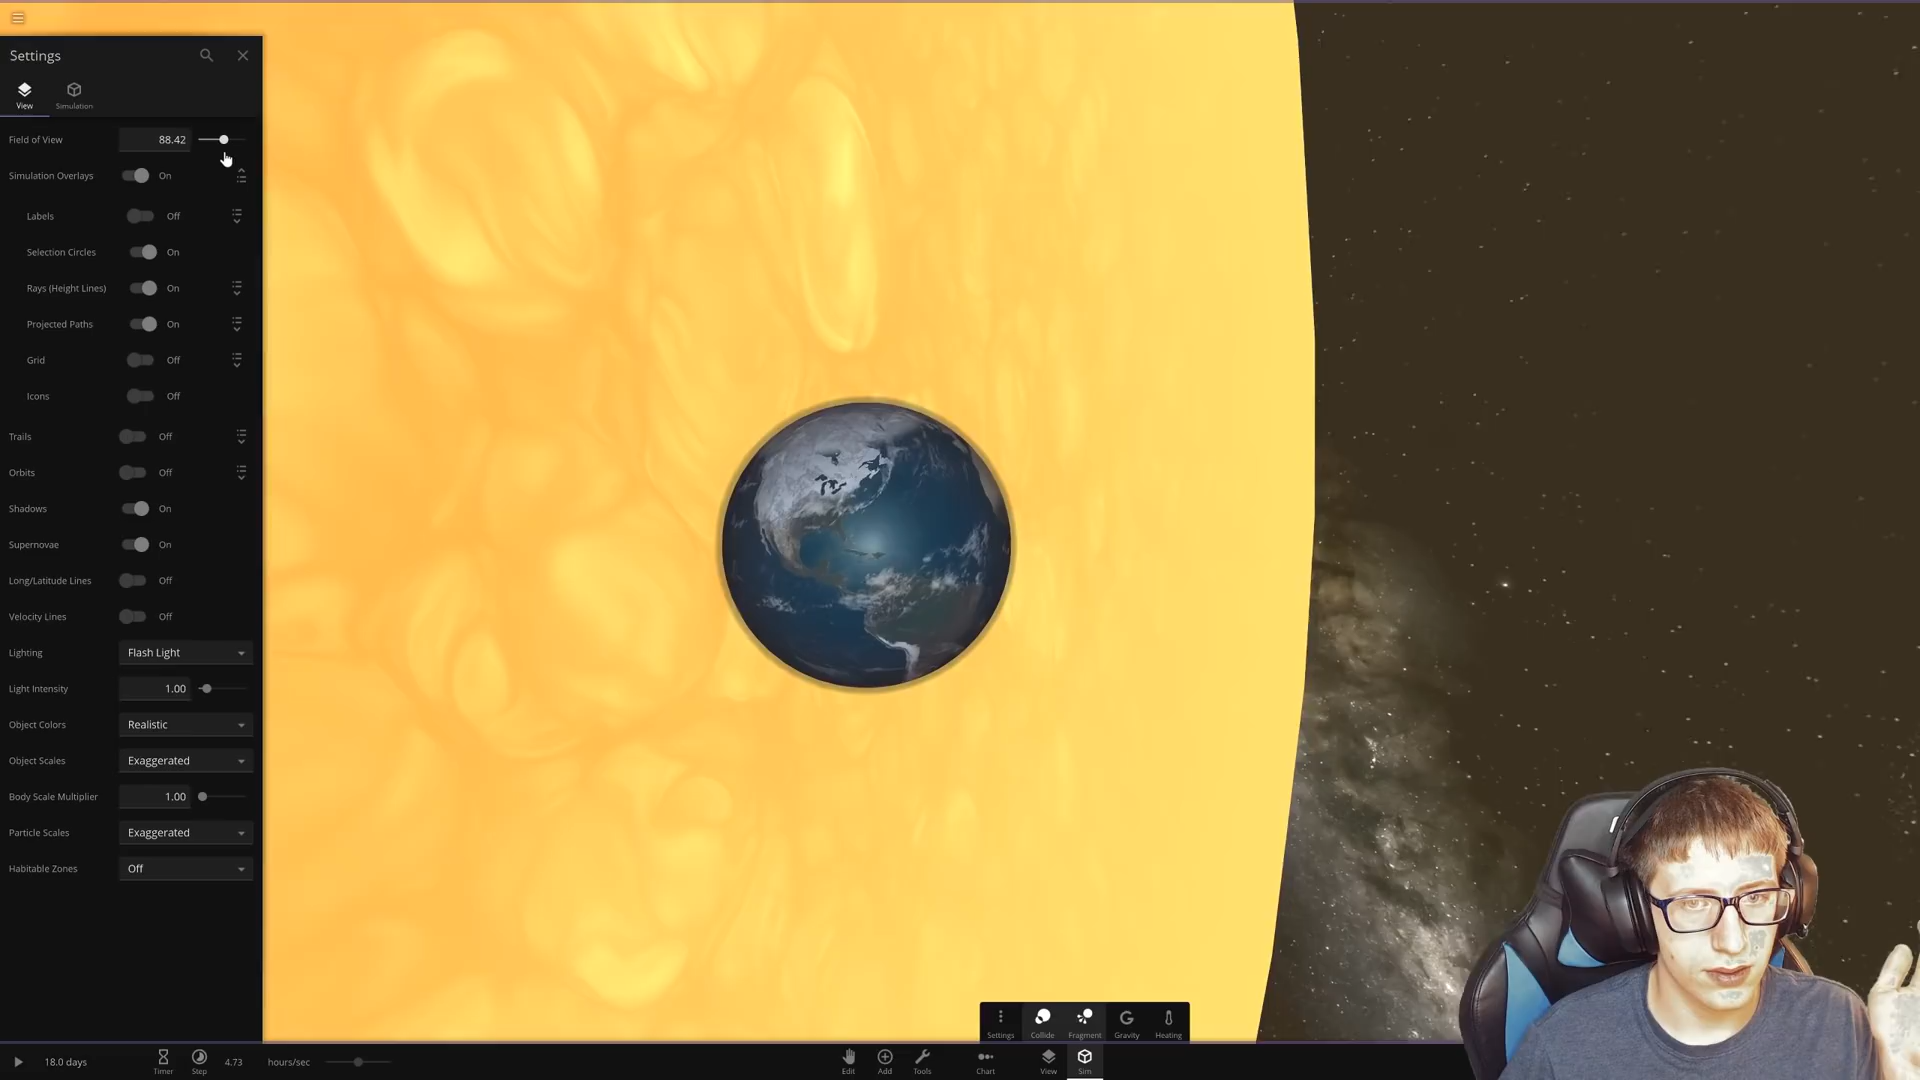 Settings
View
Simulation
Field of View 88.42
Simulation Overlays On
Labels Off
Selection Circles On
Rays (Height Lines) On
Projected Paths On
Grid Off
Icons Off
Trails Off
Orbits Off
Shadows On
Supernovae On
Long/Latitude Lines Off
Velocity Lines Off
Lighting Flash Light
Light Intensity 1.00
Object Colors Realistic
Object Scales Exaggerated
Body Scale Multiplier 1.00
Particle Scales Exaggerated
Habitable Zones Off
Settings Collide Fragment Gravity Heating
18.0 days Timer Step 4.73 hours/sec Edit Add Tools Chart View Sim